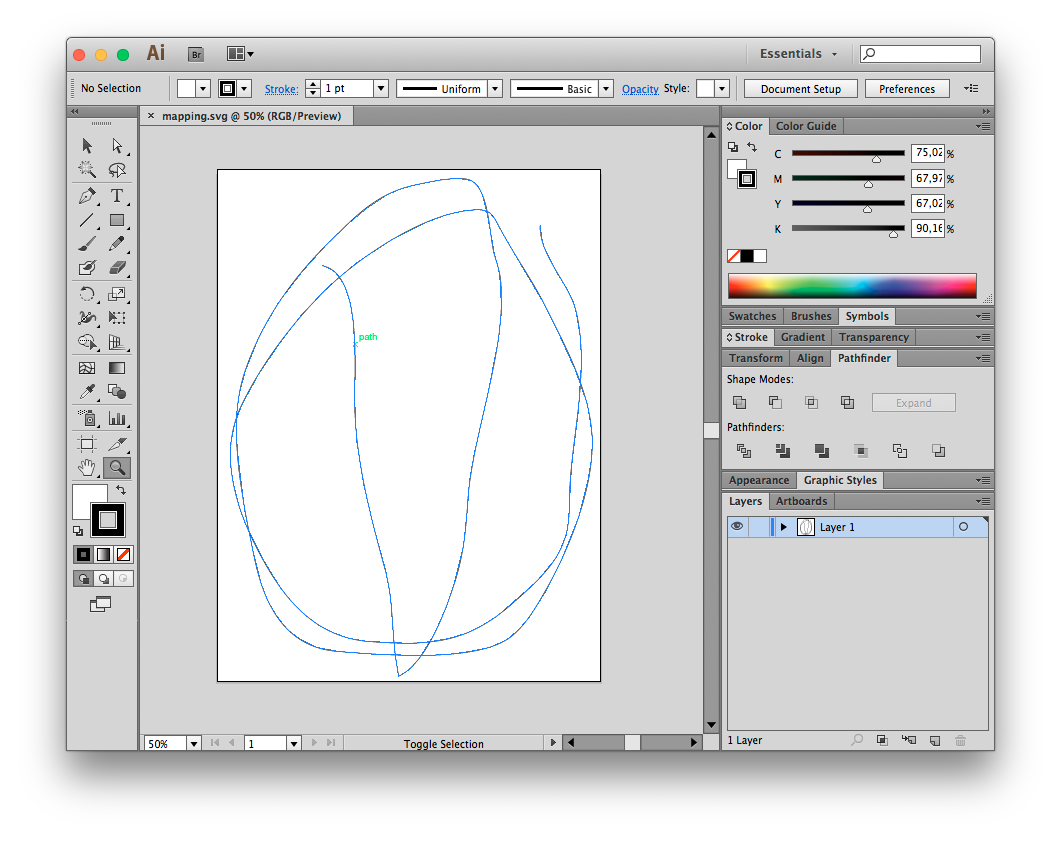 Ai Br Essentials
No Selection Stroke: 1 pt Uniform Basic Opacity Style: Document Setup Preferences
× mapping.svg @ 50% (RGB/Preview)
path
Color Color Guide
C 75,02 %
M 67,97 %
Y 67,02 %
K 90,16 %
Swatches Brushes Symbols
Stroke Gradient Transparency
Transform Align Pathfinder
Shape Modes:
Expand
Pathfinders:
Appearance Graphic Styles
Layers Artboards
Layer 1
1 Layer
50% 1 Toggle Selection